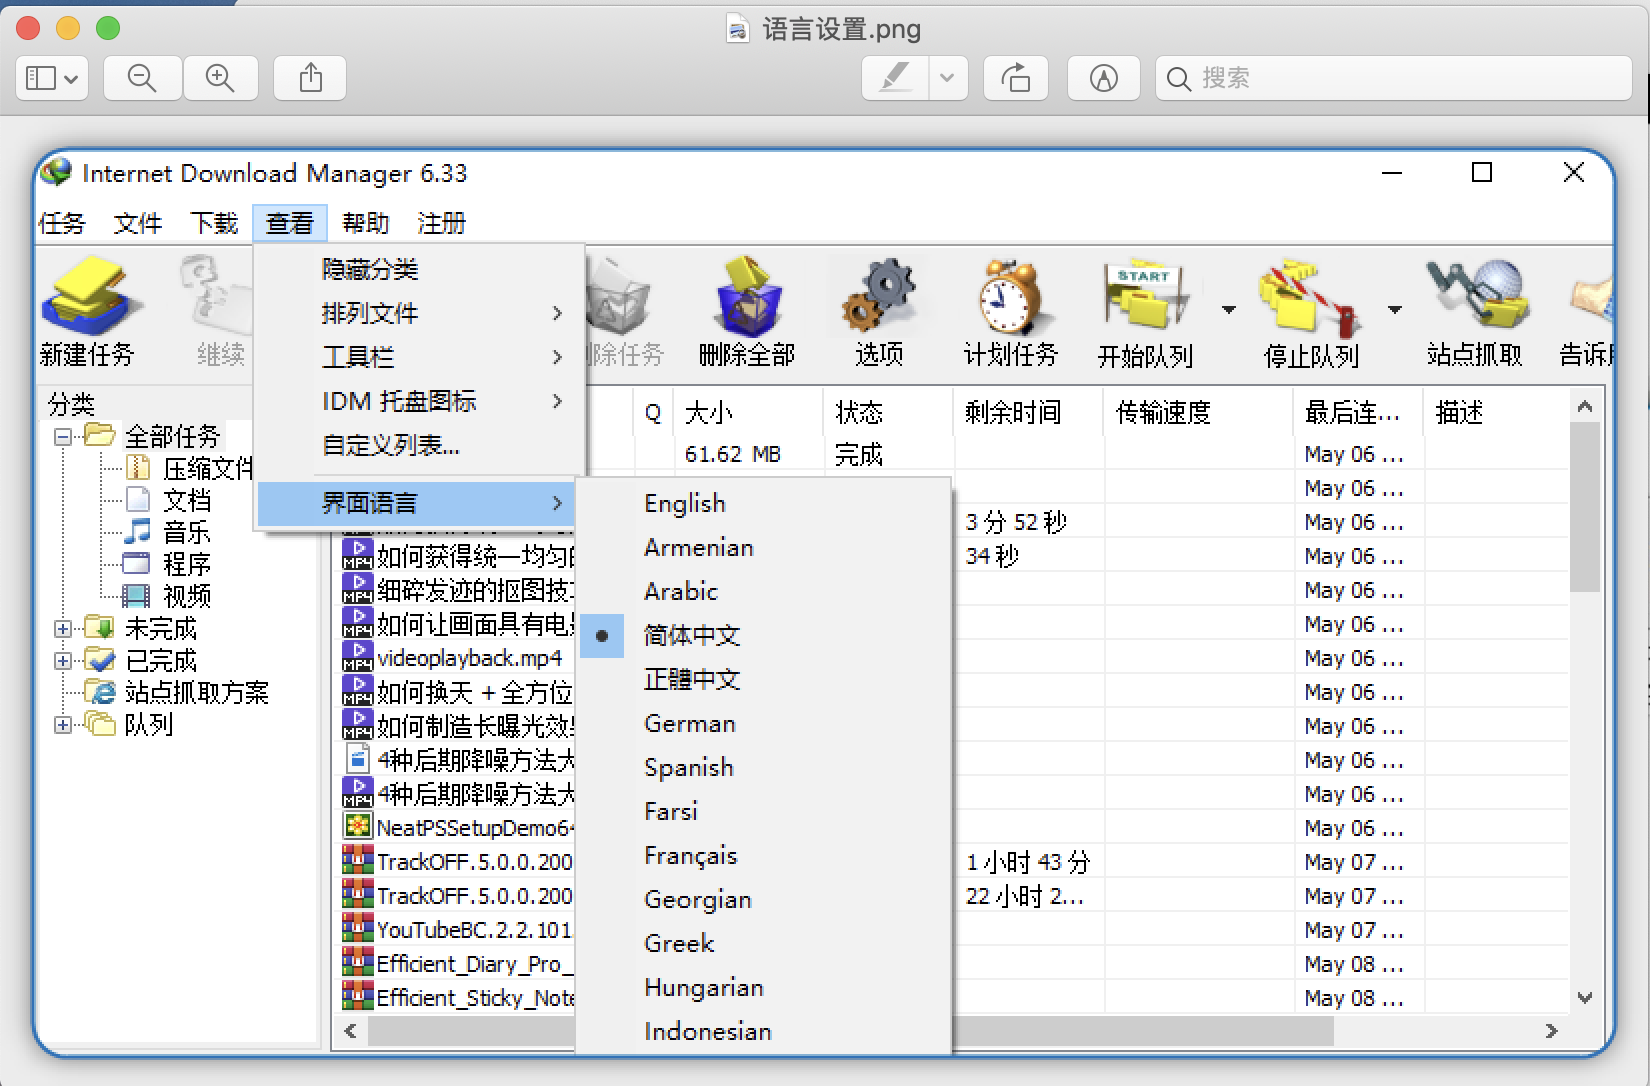 语言设置.png
搜索
Internet Download Manager 6.33
任务 文件 下载 查看 帮助 注册
隐藏分类
排列文件
工具栏
IDM 托盘图标
自定义列表...
界面语言
START
新建任务 继续 删除任务 删除全部 选项 计划任务 开始队列 停止队列 站点抓取 告诉
分类
全部任务
压缩文件
文档
音乐
程序
视频
未完成
已完成
站点抓取方案
队列
Q 大小 状态 剩余时间 传输速度 最后连... 描述
61.62 MB 完成 May 06 ...
May 06 ...
3 分 52 秒 May 06 ...
MP4 如何获得统一均匀 34 秒 May 06 ...
MP4 细碎发迹的抠图技 May 06 ...
MP4 如何让画面具有电 May 06 ...
MP4 videoplayback.mp4 May 06 ...
MP4 如何换天 + 全方位 May 06 ...
MP4 如何制造长曝光效 May 06 ...
4种后期降噪方法大 May 06 ...
MP4 4种后期降噪方法大 May 06 ...
NeatPSSetupDemo64 May 06 ...
TrackOFF.5.0.0.200 1 小时 43 分 May 07 ...
TrackOFF.5.0.0.200 22 小时 2... May 07 ...
YouTubeBC.2.2.101 May 07 ...
Efficient_Diary_Pro_ May 08 ...
Efficient_Sticky_Note May 08 ...
English
Armenian
Arabic
简体中文
正體中文
German
Spanish
Farsi
Français
Georgian
Greek
Hungarian
Indonesian